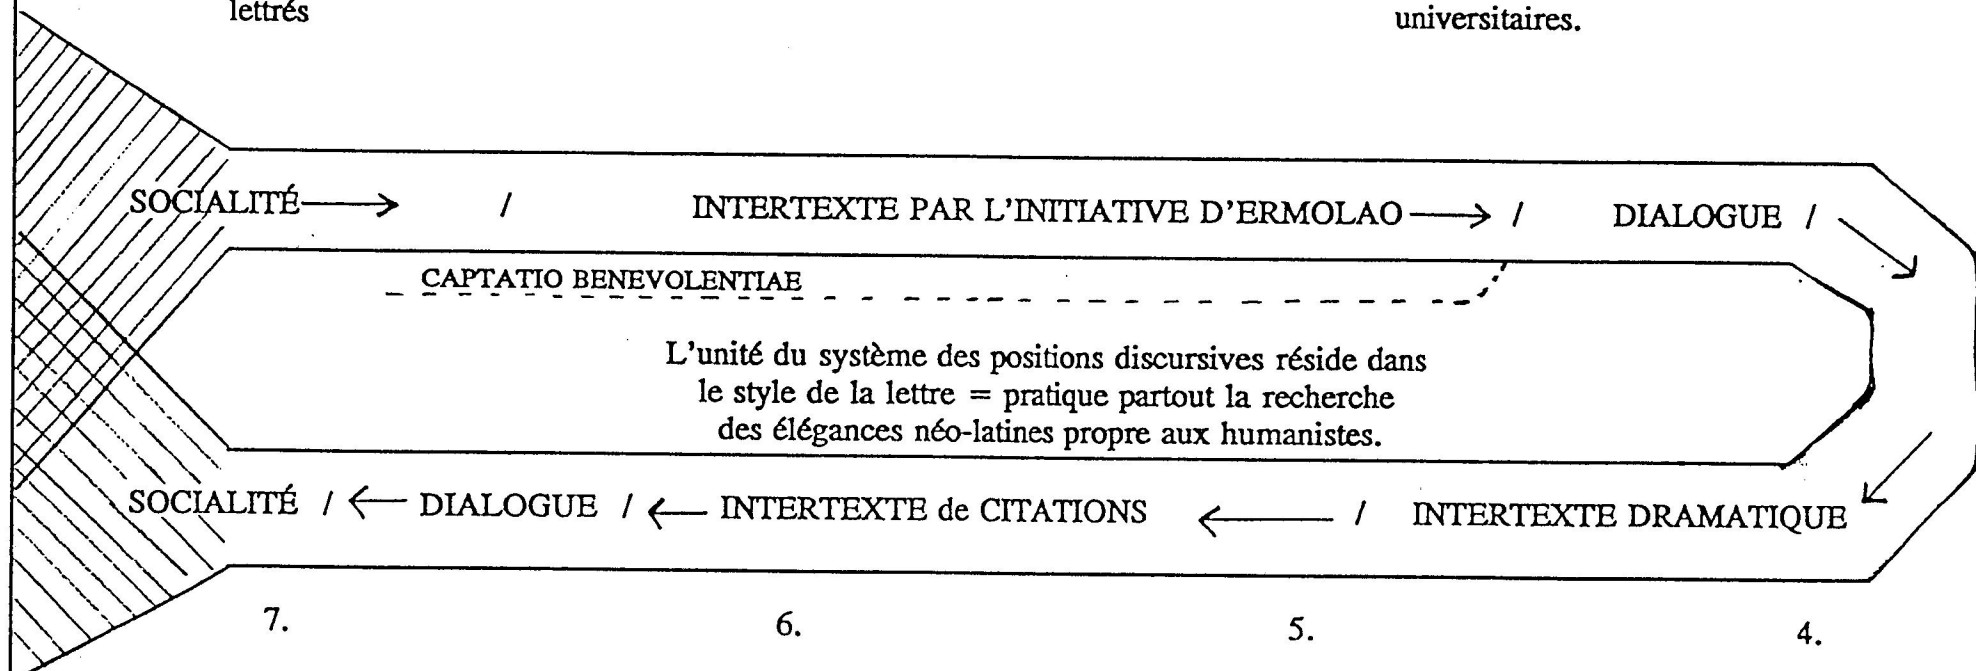 lettrés
universitaires.
SOCIALITÉ / INTERTEXTE PAR L'INITIATIVE D'ERMOLAO / DIALOGUE /
CAPTATIO BENEVOLENTIAE
L'unité du système des positions discursives réside dans
le style de la lettre = pratique partout la recherche
des élégances néo-latines propre aux humanistes.
SOCIALITÉ / DIALOGUE / INTERTEXTE de CITATIONS / INTERTEXTE DRAMATIQUE
7. 6. 5. 4.